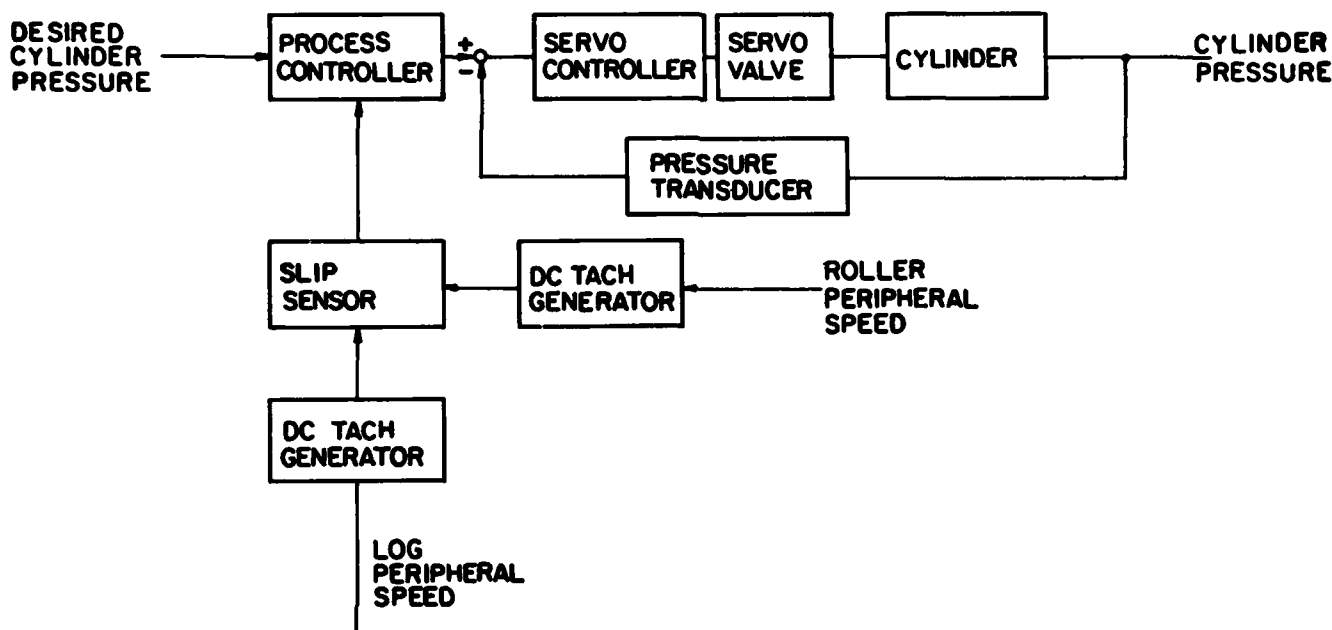 DESIRED
CYLINDER
PRESSURE
PROCESS
CONTROLLER
+
-
SERVO
CONTROLLER
SERVO
VALVE
CYLINDER
CYLINDER
PRESSURE
PRESSURE
TRANSDUCER
SLIP
SENSOR
DC TACH
GENERATOR
ROLLER
PERIPHERAL
SPEED
DC TACH
GENERATOR
LOG
PERIPHERAL
SPEED